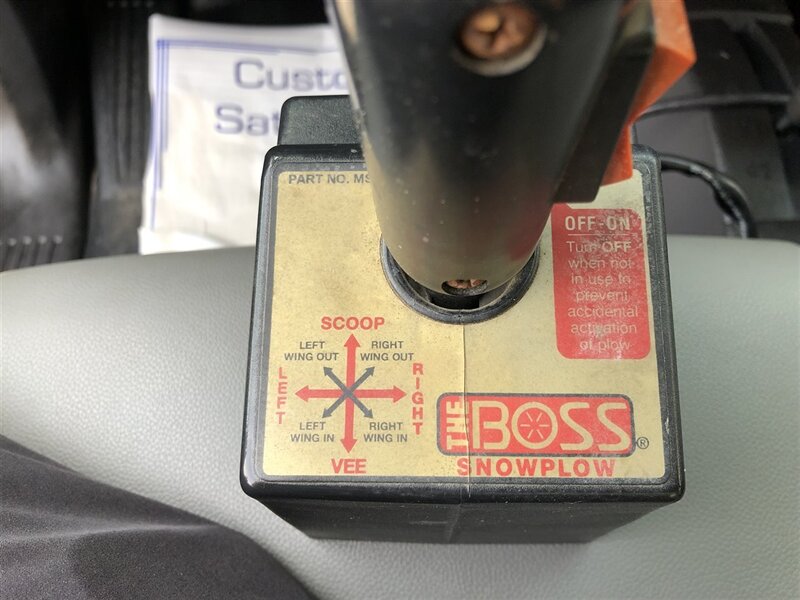 Custo
Sat
PART NO. MS
OFF-ON
Turn OFF
when not
in use to
prevent
accidental
activation
of plow
SCOOP
LEFT
WING OUT
RIGHT
WING OUT
LEFT
RIGHT
LEFT
WING IN
RIGHT
WING IN
VEE
THE BOSS®
SNOWPLOW